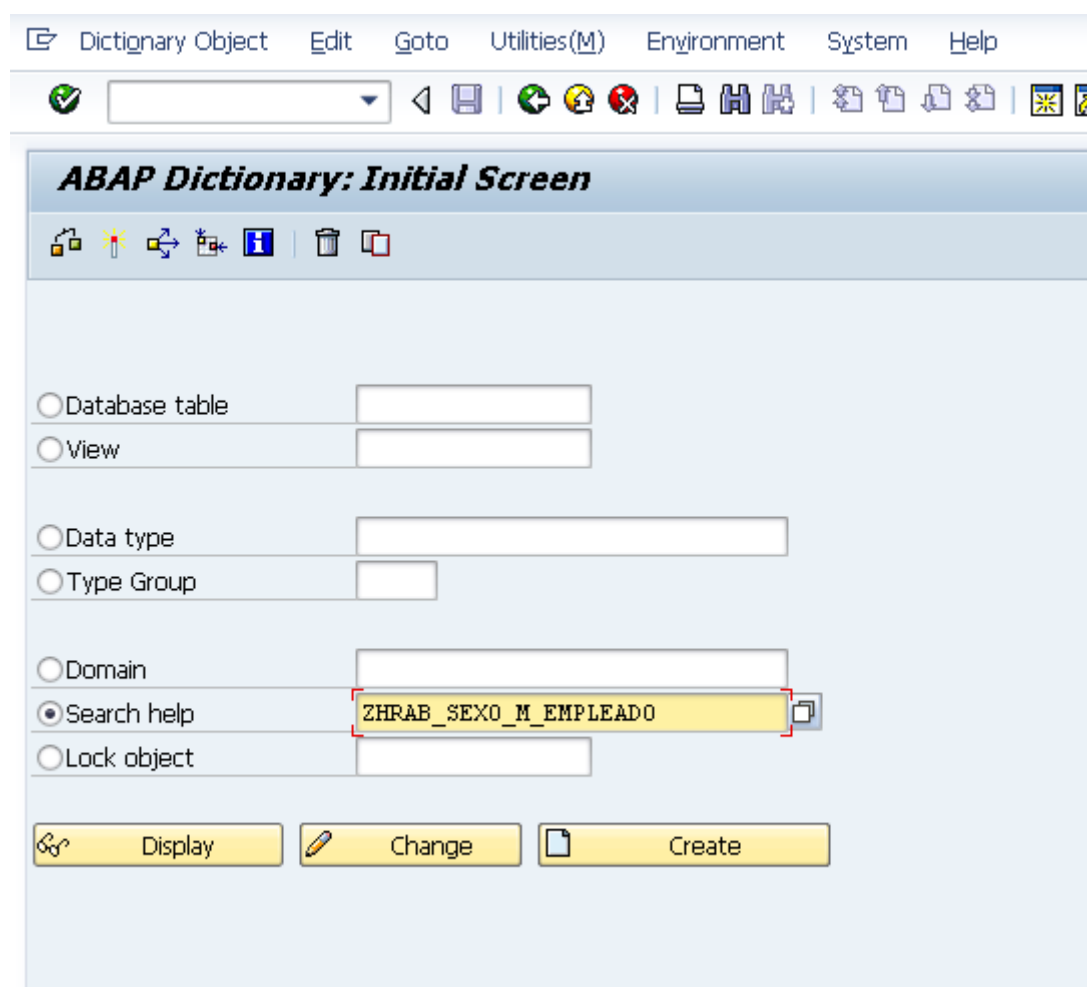 Dictionary Object Edit Goto Utilities(M) Environment System Help
ABAP Dictionary: Initial Screen
Database table
View
Data type
Type Group
Domain
Search help ZHRAB_SEXO_M_EMPLEADO
Lock object
Display Change Create